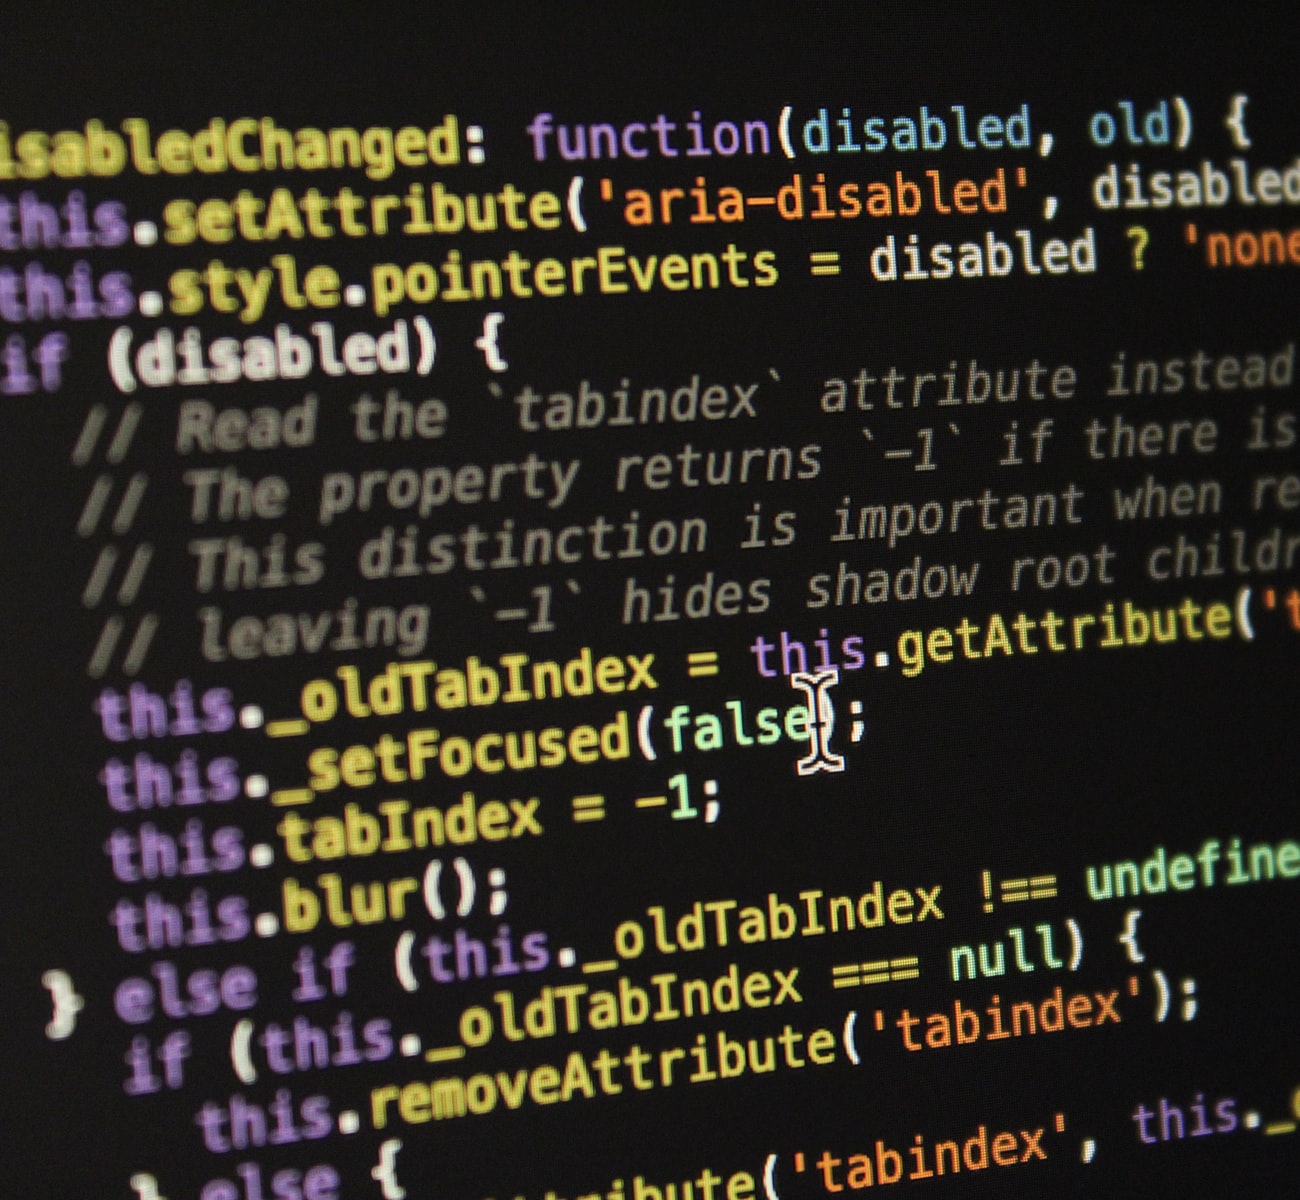 isabledChanged: function(disabled, old) {
this.setAttribute('aria-disabled', disabled
this.style.pointerEvents = disabled ? 'none
if (disabled) {
// Read the `tabindex` attribute instead
// The property returns `-1` if there is
// This distinction is important when re
// leaving `-1` hides shadow root childr
this._oldTabIndex = this.getAttribute('t
this._setFocused(false);
this.tabIndex = -1;
this.blur();
} else if (this._oldTabIndex !== undefine
if (this._oldTabIndex === null) {
this.removeAttribute('tabindex');
} else {
ribute('tabindex', this._